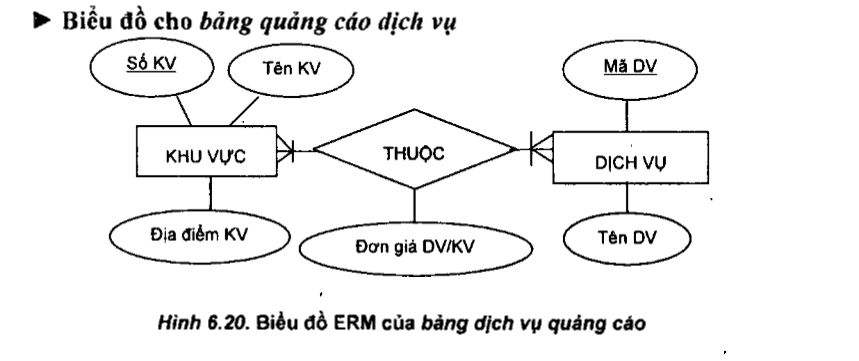 ► Biểu đồ cho bảng quảng cáo dịch vụ
Số KV
Tên KV
Mã DV
KHU VỰC
THUỘC
DỊCH VỤ
Địa điểm KV
Đơn giá DV/KV
Tên DV
Hình 6.20. Biểu đồ ERM của bảng dịch vụ quảng cáo